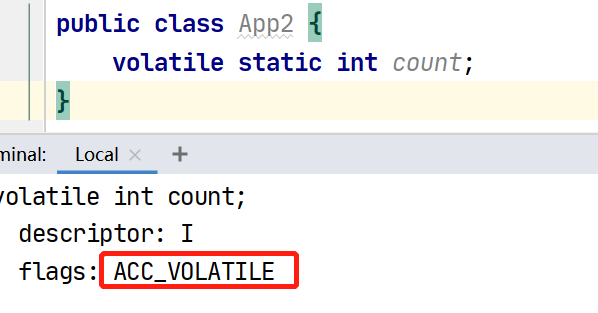 public class App2 {
volatile static int count;
}
minal: Local × +
volatile int count;
descriptor: I
flags: ACC_VOLATILE